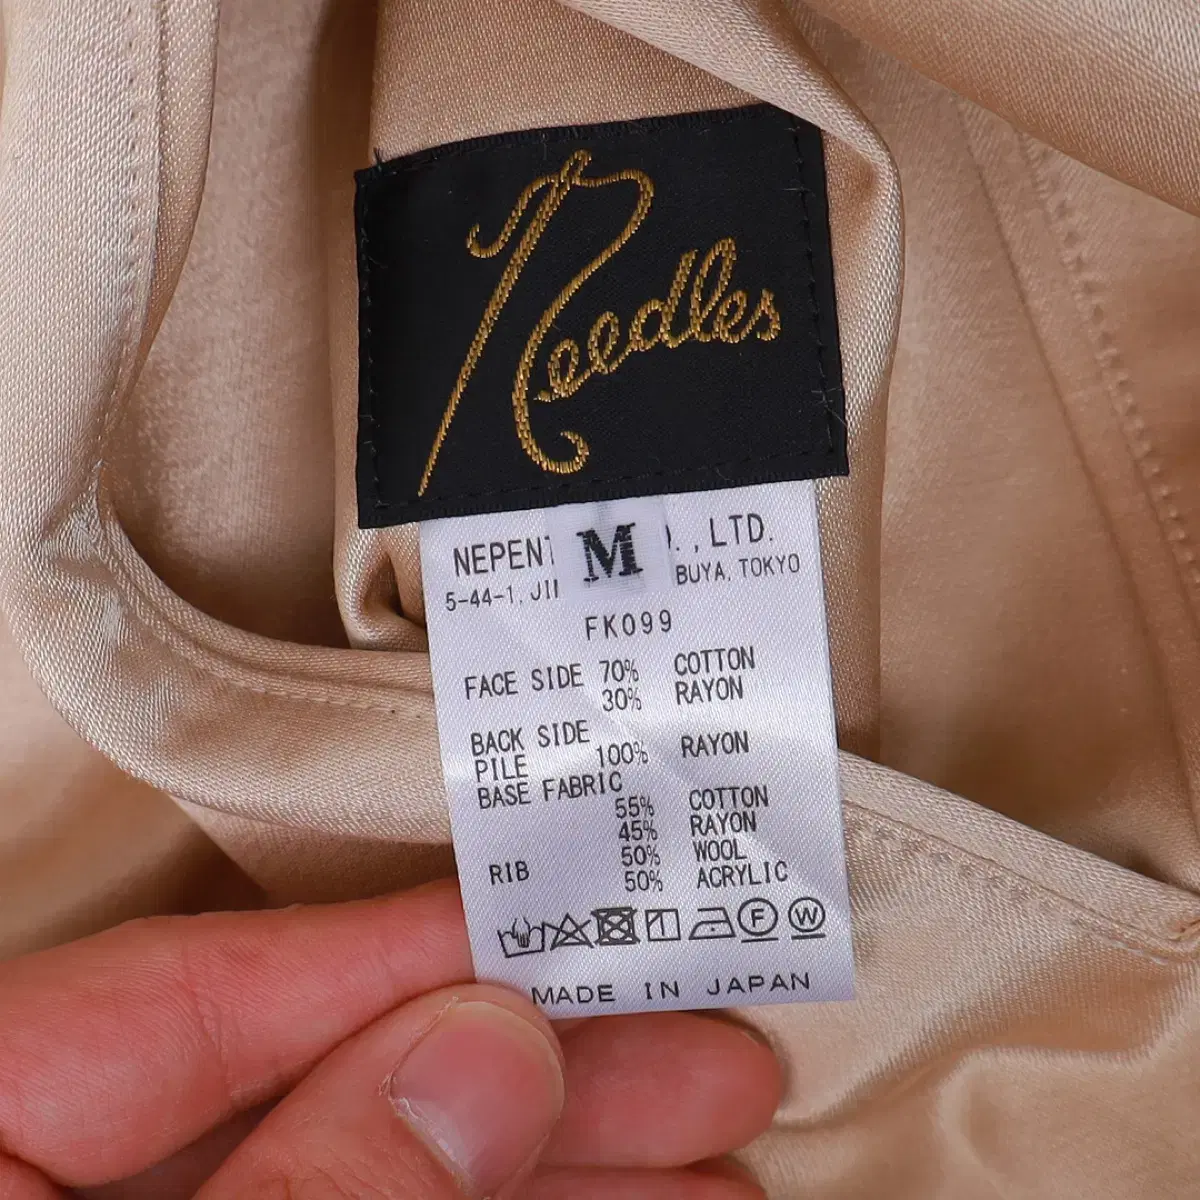 Needles
M
NEPEN
., LTD.
5-44-1, JI
BUYA, TOKYO
FK099
FACE SIDE 70% COTTON
30% RAYON
BACK SIDE
PILE 100% RAYON
BASE FABRIC
55% COTTON
45% RAYON
RIB 50% WOOL
50% ACRYLIC
F W
MADE IN JAPAN